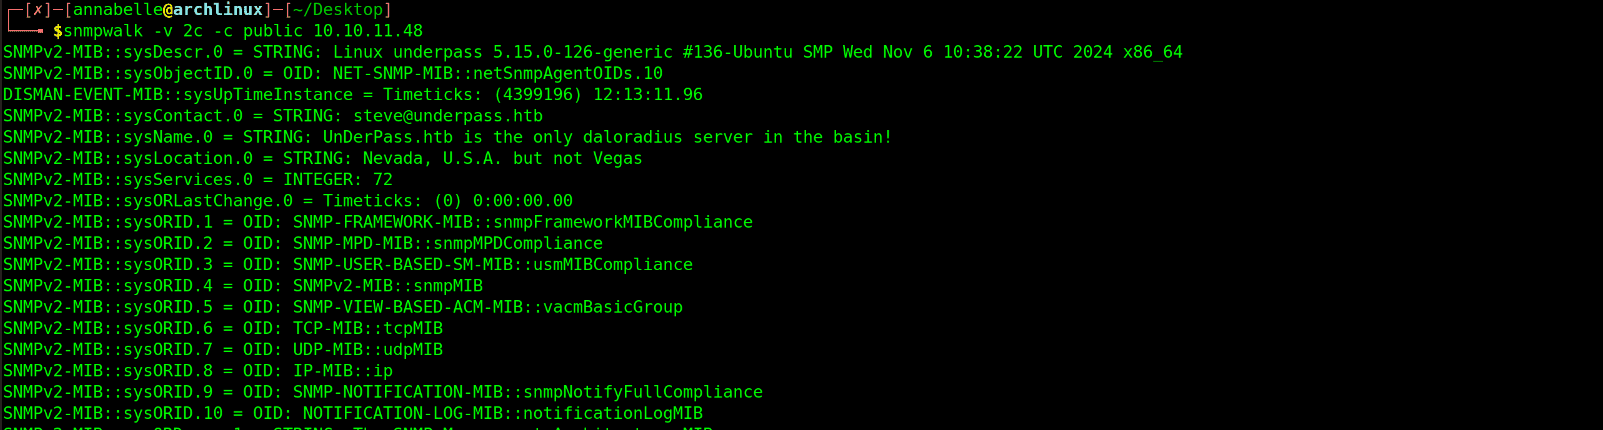 ┌─[✗]─[annabelle@archlinux]─[~/Desktop]
└──╼ $snmpwalk -v 2c -c public 10.10.11.48
SNMPv2-MIB::sysDescr.0 = STRING: Linux underpass 5.15.0-126-generic #136-Ubuntu SMP Wed Nov 6 10:38:22 UTC 2024 x86_64
SNMPv2-MIB::sysObjectID.0 = OID: NET-SNMP-MIB::netSnmpAgentOIDs.10
DISMAN-EVENT-MIB::sysUpTimeInstance = Timeticks: (4399196) 12:13:11.96
SNMPv2-MIB::sysContact.0 = STRING: steve@underpass.htb
SNMPv2-MIB::sysName.0 = STRING: UnDerPass.htb is the only daloradius server in the basin!
SNMPv2-MIB::sysLocation.0 = STRING: Nevada, U.S.A. but not Vegas
SNMPv2-MIB::sysServices.0 = INTEGER: 72
SNMPv2-MIB::sysORLastChange.0 = Timeticks: (0) 0:00:00.00
SNMPv2-MIB::sysORID.1 = OID: SNMP-FRAMEWORK-MIB::snmpFrameworkMIBCompliance
SNMPv2-MIB::sysORID.2 = OID: SNMP-MPD-MIB::snmpMPDCompliance
SNMPv2-MIB::sysORID.3 = OID: SNMP-USER-BASED-SM-MIB::usmMIBCompliance
SNMPv2-MIB::sysORID.4 = OID: SNMPv2-MIB::snmpMIB
SNMPv2-MIB::sysORID.5 = OID: SNMP-VIEW-BASED-ACM-MIB::vacmBasicGroup
SNMPv2-MIB::sysORID.6 = OID: TCP-MIB::tcpMIB
SNMPv2-MIB::sysORID.7 = OID: UDP-MIB::udpMIB
SNMPv2-MIB::sysORID.8 = OID: IP-MIB::ip
SNMPv2-MIB::sysORID.9 = OID: SNMP-NOTIFICATION-MIB::snmpNotifyFullCompliance
SNMPv2-MIB::sysORID.10 = OID: NOTIFICATION-LOG-MIB::notificationLogMIB